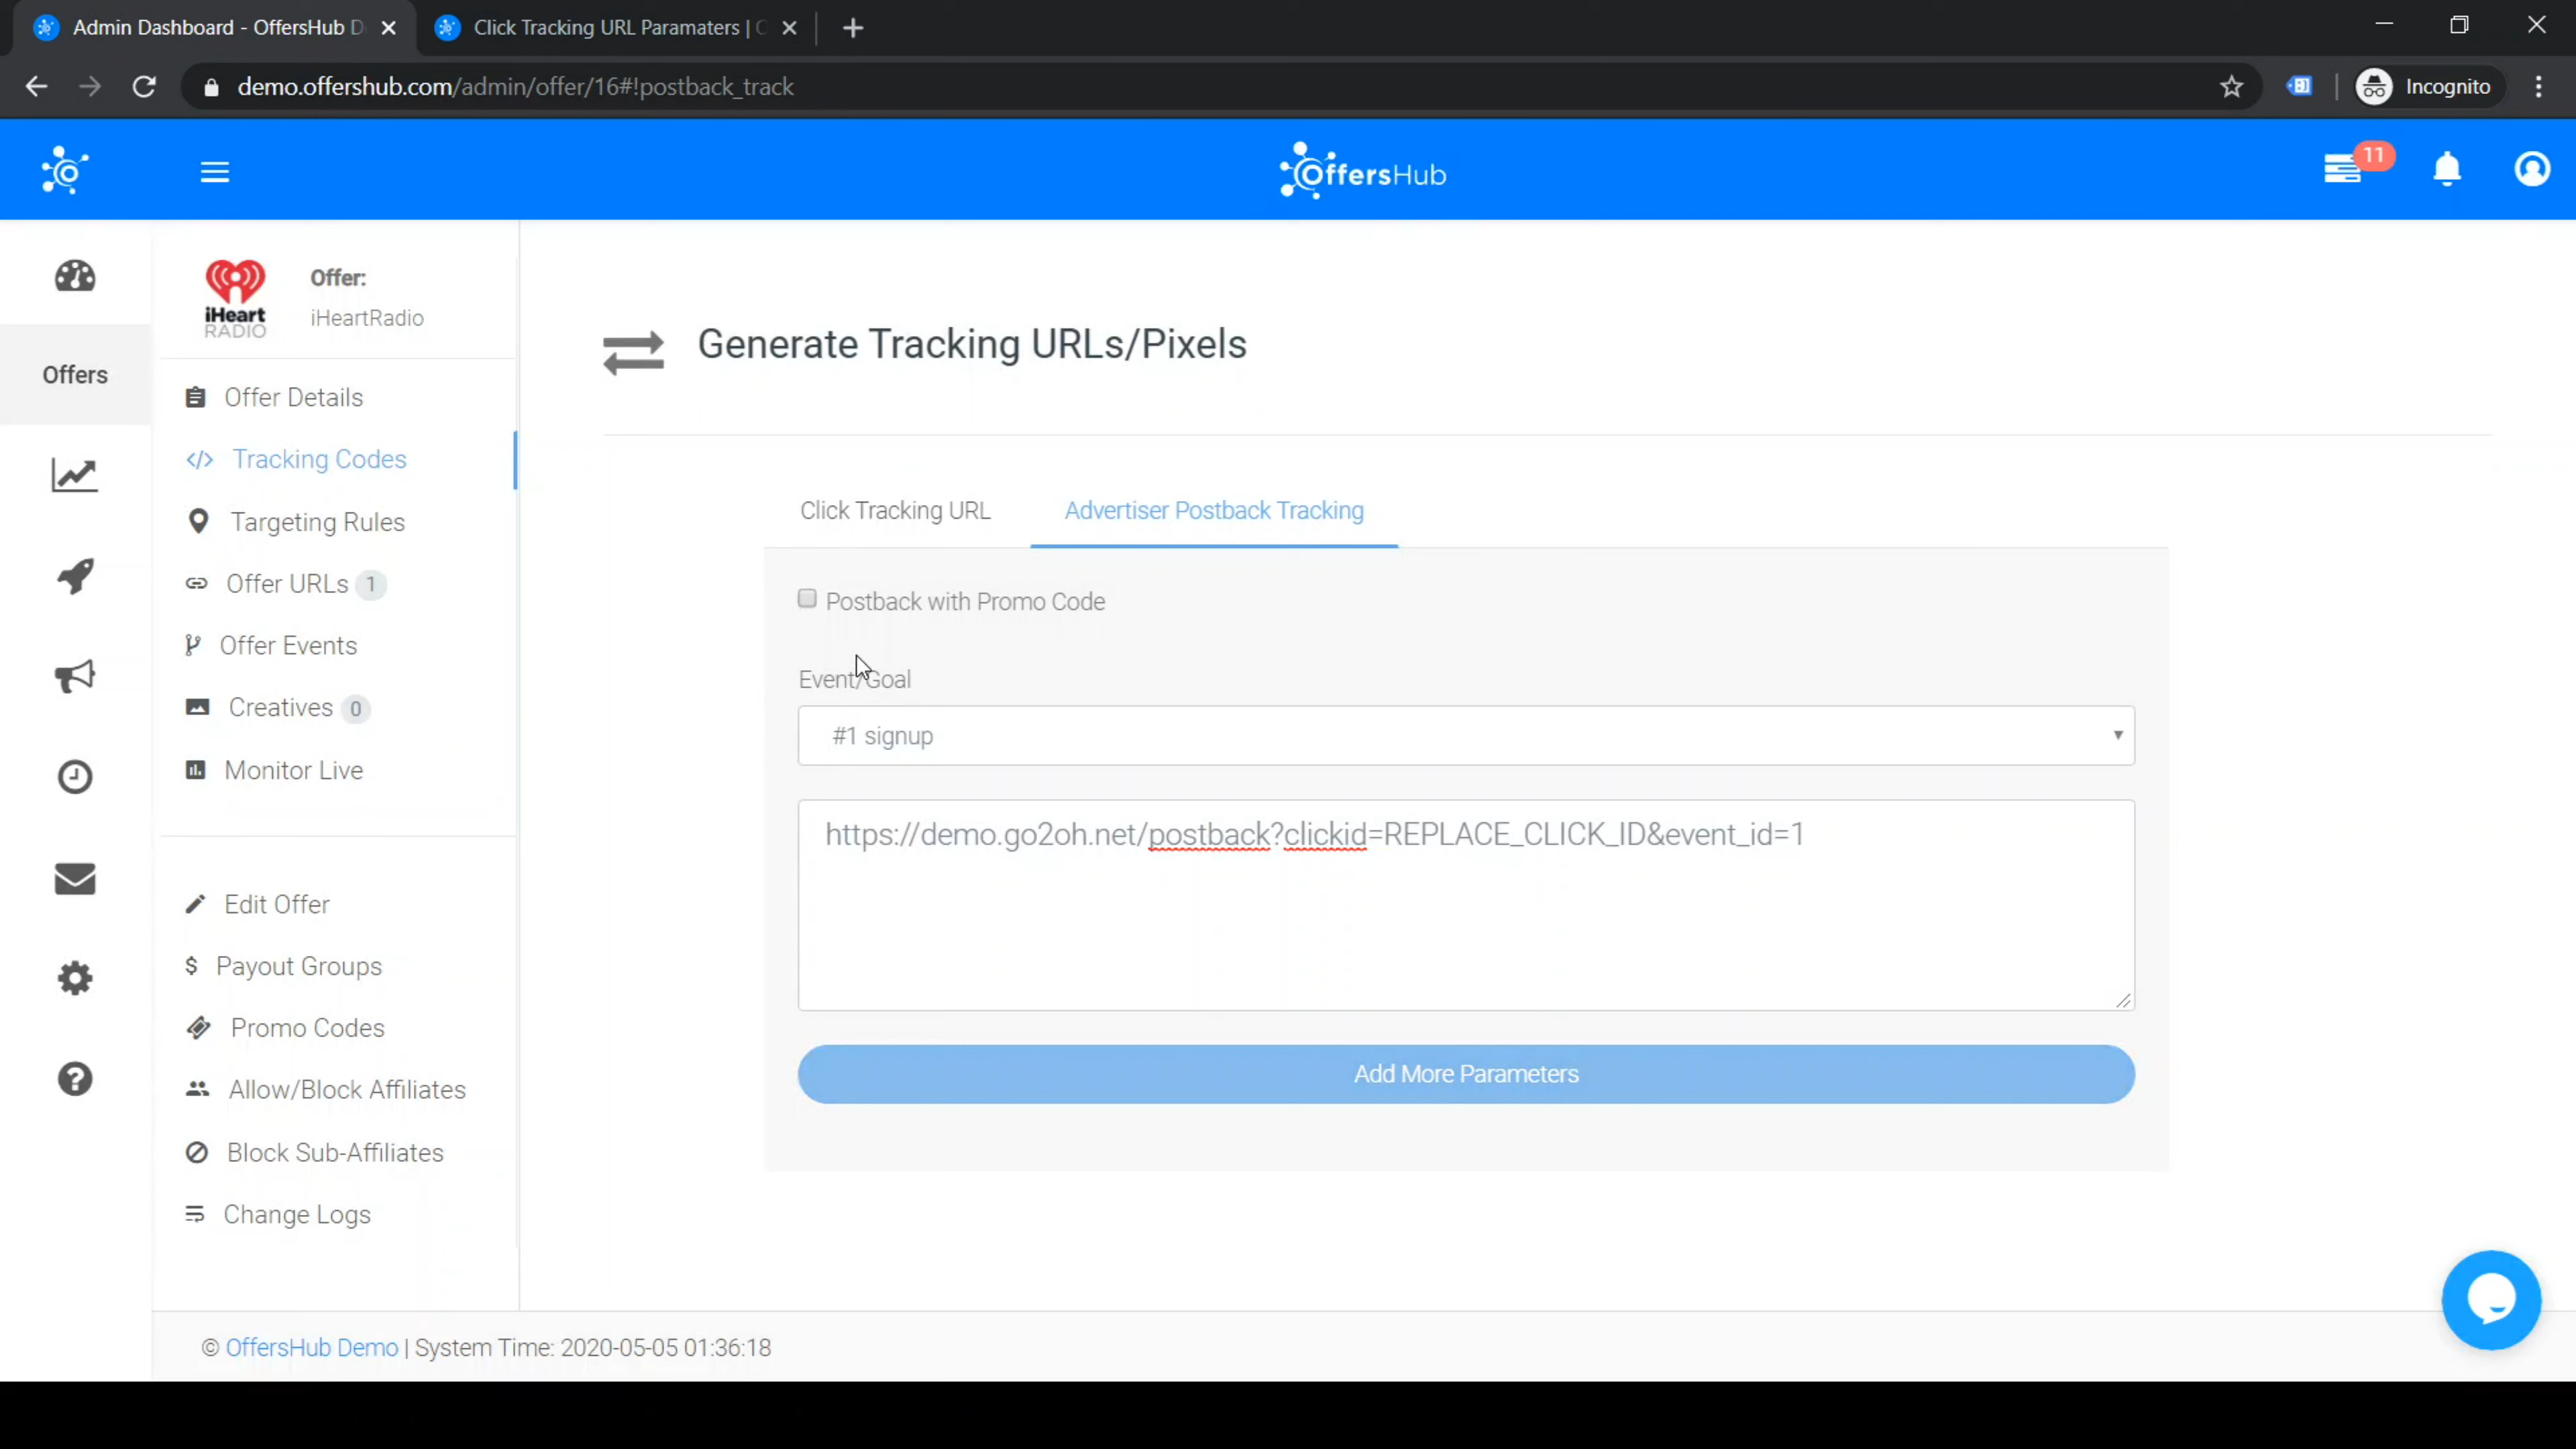 Admin Dashboard - OffersHub D
Click Tracking URL Paramaters | O
demo.offershub.com/admin/offer/16#!postback_track
Incognito
OffersHub
11
iHeart
RADIO
Offer:
iHeartRadio
Offers
Offer Details
Tracking Codes
Targeting Rules
Offer URLs 1
Offer Events
Creatives 0
Monitor Live
Edit Offer
Payout Groups
Promo Codes
Allow/Block Affiliates
Block Sub-Affiliates
Change Logs
Generate Tracking URLs/Pixels
Click Tracking URL
Advertiser Postback Tracking
Postback with Promo Code
Event/Goal
#1 signup
https://demo.go2oh.net/postback?clickid=REPLACE_CLICK_ID&event_id=1
Add More Parameters
© OffersHub Demo | System Time: 2020-05-05 01:36:18